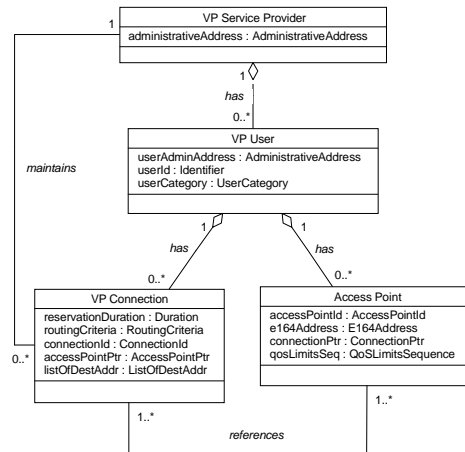 VP Service Provider
1
administrativeAddress : AdministrativeAddress
1
has
0..*
VP User
maintains
userAdminAddress : AdministrativeAddress
userId : Identifier
userCategory : UserCategory
1
1
has
has
0..*
0..*
VP Connection
reservationDuration : Duration
routingCriteria : RoutingCriteria
connectionId : ConnectionId
accessPointPtr : AccessPointPtr
listOfDestAddr : ListOfDestAddr
Access Point
accessPointId : AccessPointId
e164Address : E164Address
connectionPtr : ConnectionPtr
qosLimitsSeq : QoSLimitsSequence
0..*
1..*
1..*
references